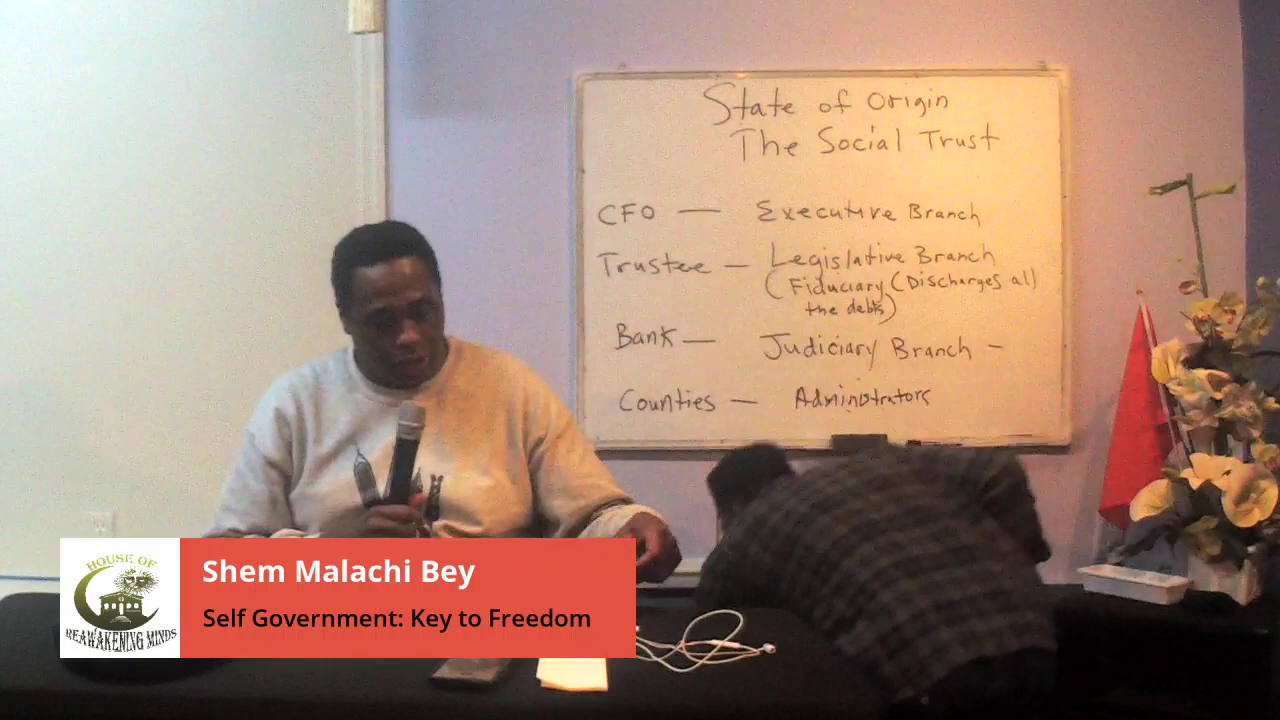 State of Origin
The Social Trust
CFO — Executive Branch
Trustee — Legislative Branch
(Fiduciary (Discharges all
the debts)
Bank — Judiciary Branch —
Counties — Administrators
HOUSE OF
REAWAKENING MINDS
Shem Malachi Bey
Self Government: Key to Freedom